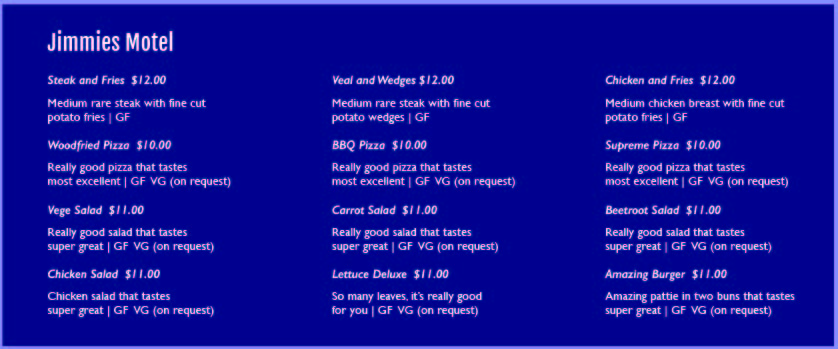 Jimmies Motel
Steak and Fries $12.00
Medium rare steak with fine cut
potato fries | GF
Woodfried Pizza $10.00
Really good pizza that tastes
most excellent | GF VG (on request)
Vege Salad $11.00
Really good salad that tastes
super great | GF VG (on request)
Chicken Salad $11.00
Chicken salad that tastes
super great | GF VG (on request)
Veal and Wedges $12.00
Medium rare steak with fine cut
potato wedges | GF
BBQ Pizza $10.00
Really good pizza that tastes
most excellent | GF VG (on request)
Carrot Salad $11.00
Really good salad that tastes
super great | GF VG (on request)
Lettuce Deluxe $11.00
So many leaves, it's really good
for you | GF VG (on request)
Chicken and Fries $12.00
Medium chicken breast with fine cut
potato fries | GF
Supreme Pizza $10.00
Really good pizza that tastes
most excellent | GF VG (on request)
Beetroot Salad $11.00
Really good salad that tastes
super great | GF VG (on request)
Amazing Burger $11.00
Amazing pattie in two buns that tastes
super great | GF VG (on request)